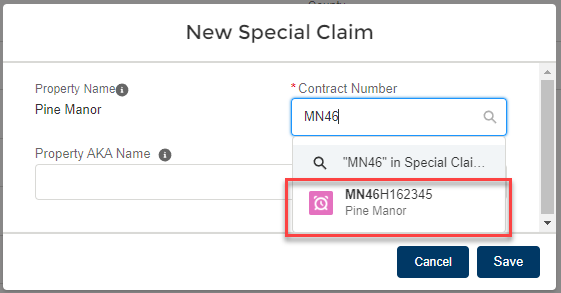 County
New Special Claim
Property Name
Pine Manor
* Contract Number
MN46
"MN46" in Special Clai...
Property AKA Name
MN46H162345
Pine Manor
Cancel
Save